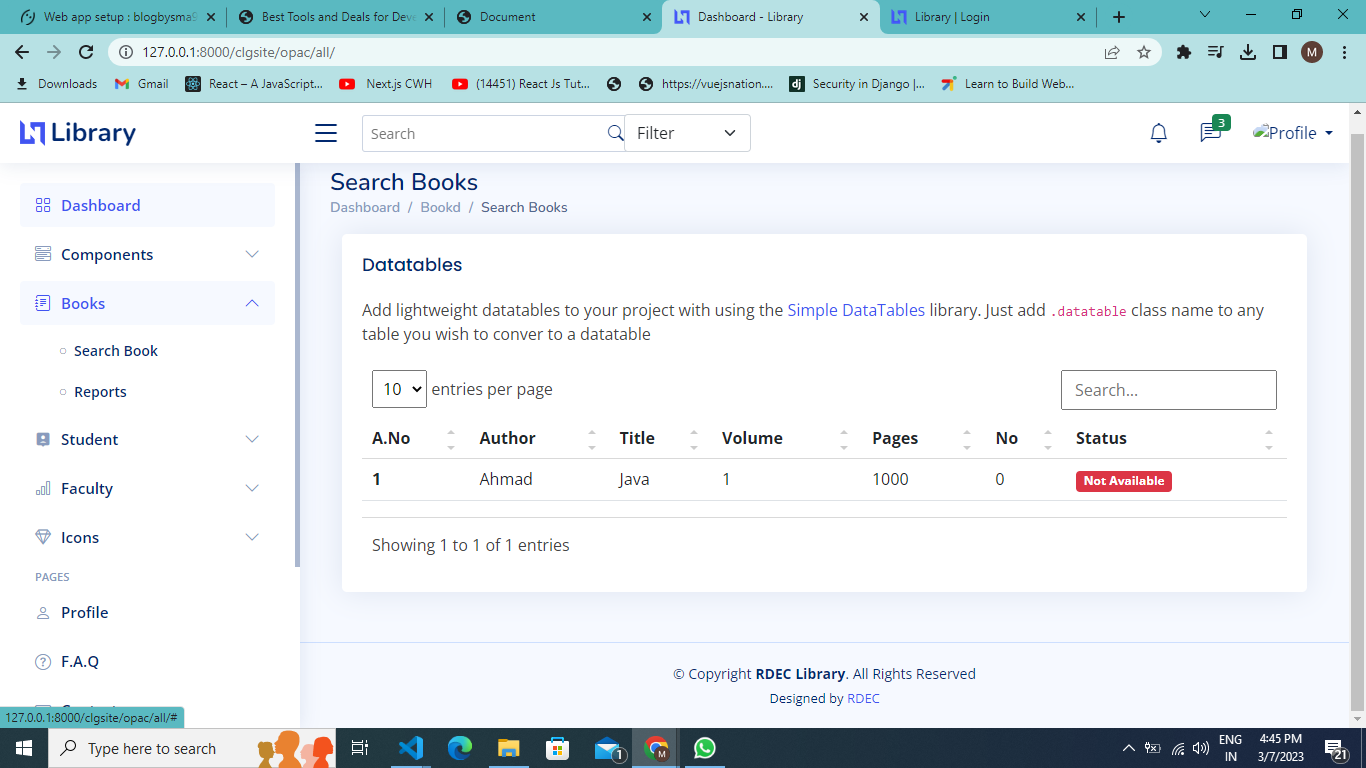 Web app setup : blogbysma9
Best Tools and Deals for Deve
Document
Dashboard - Library
Library | Login
127.0.0.1:8000/clgsite/opac/all/
M
Downloads
Gmail
React – A JavaScript...
Next.js CWH
(14451) React Js Tut...
https://vuejsnation....
dj
Security in Django |...
Learn to Build Web...
Library
Search
Filter
3
Profile
Search Books
Dashboard / Bookd / Search Books
Dashboard
Components
Books
Search Book
Reports
Student
Faculty
Icons
PAGES
Profile
F.A.Q
Datatables
Add lightweight datatables to your project with using the Simple DataTables library. Just add .datatable class name to any
table you wish to conver to a datatable
10 entries per page
Search...
A.No Author Title Volume Pages No Status
1 Ahmad Java 1 1000 0 Not Available
Showing 1 to 1 of 1 entries
© Copyright RDEC Library. All Rights Reserved
Designed by RDEC
127.0.0.1:8000/clgsite/opac/all/#
Type here to search
1
M
ENG
IN
4:45 PM
3/7/2023
21